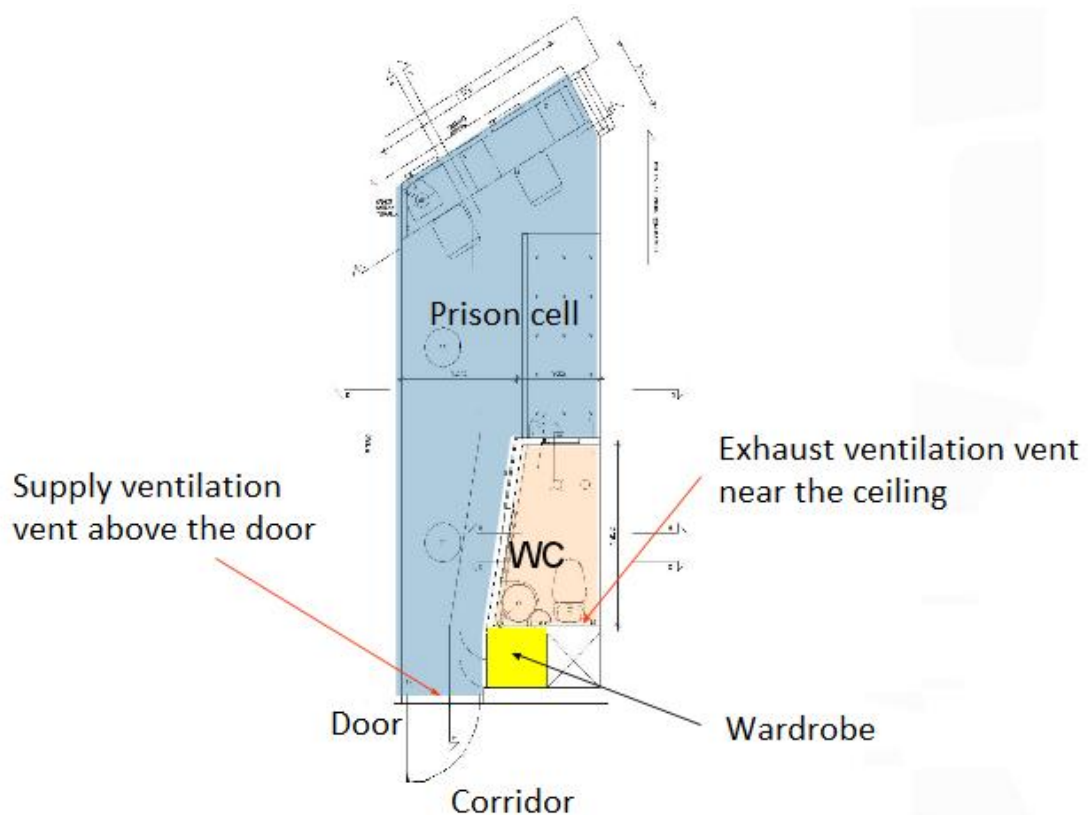 Prison cell
Supply ventilation
vent above the door
Exhaust ventilation vent
near the ceiling
WC
Door
Wardrobe
Corridor